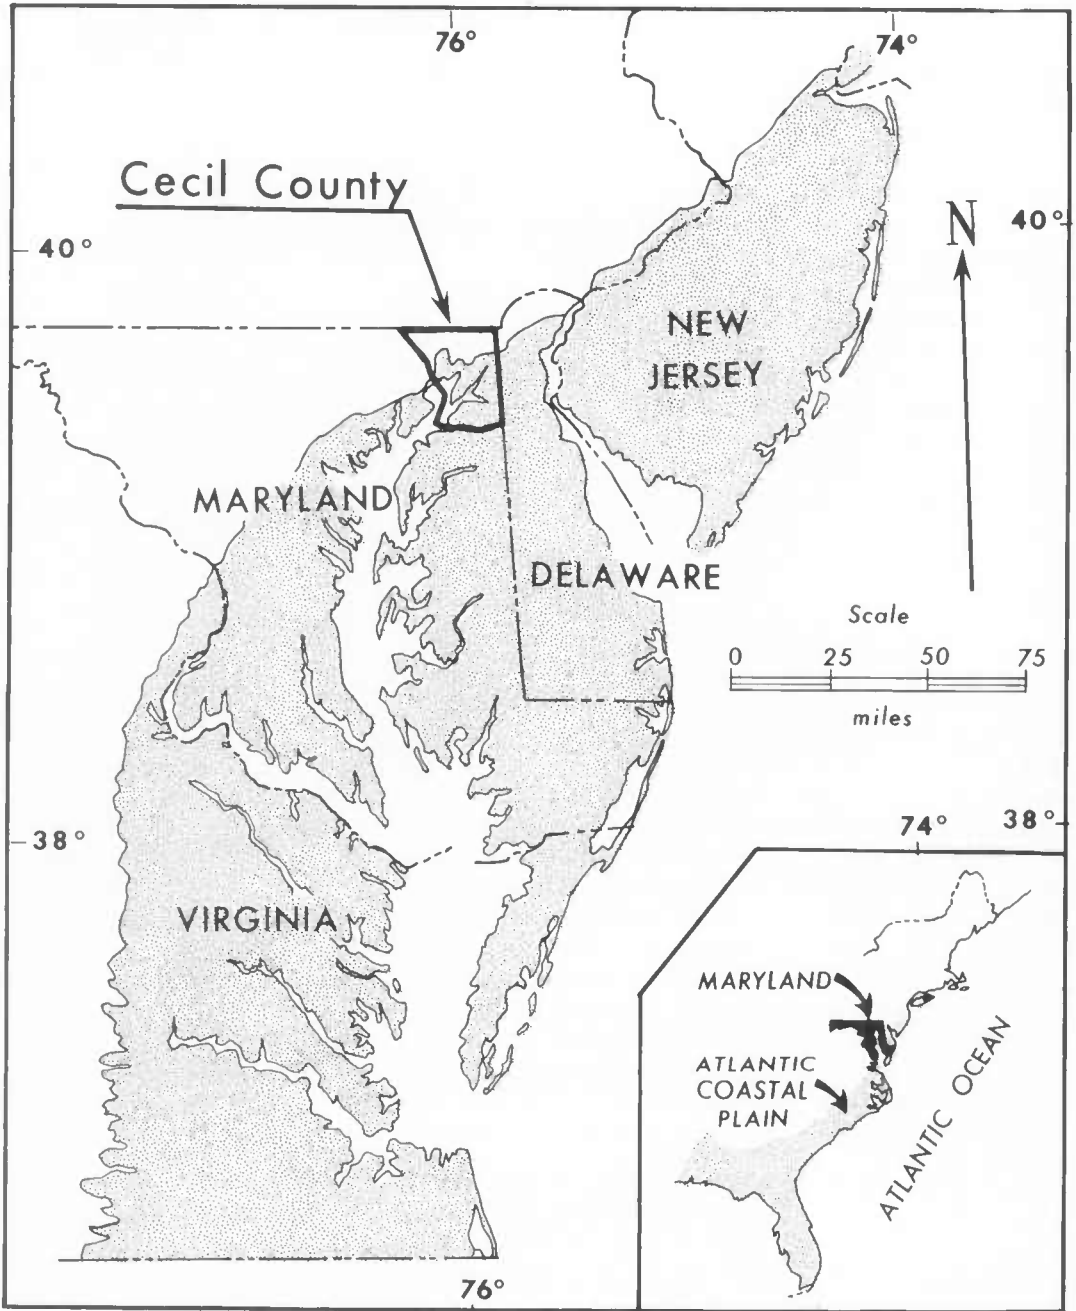 76°
74°
Cecil County
40°
N
40°
NEW
JERSEY
MARYLAND
DELAWARE
Scale
0 25 50 75
miles
38°
74°
38°
VIRGINIA
MARYLAND
ATLANTIC
COASTAL
PLAIN
ATLANTIC OCEAN
76°